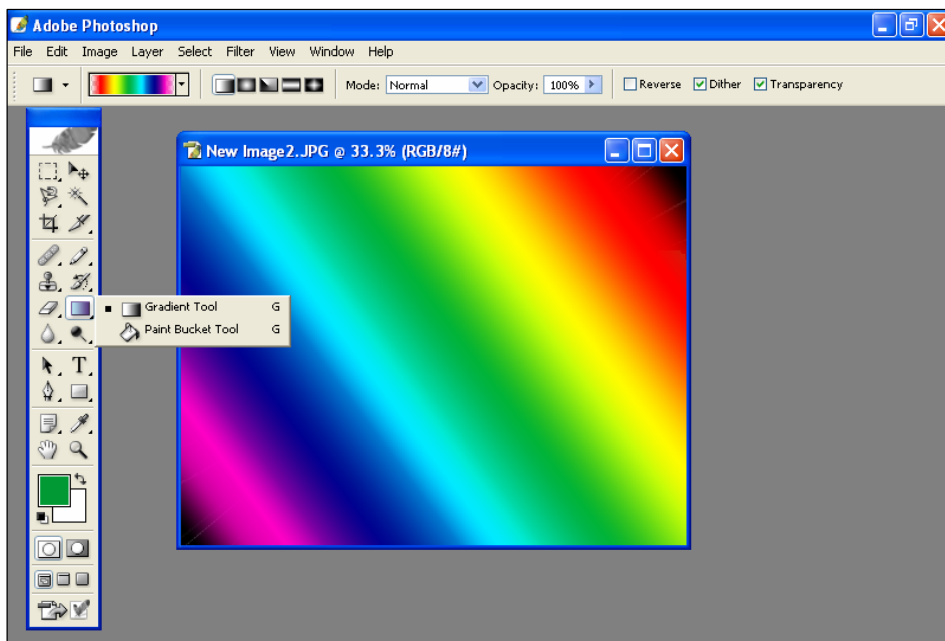 Adobe Photoshop
File Edit Image Layer Select Filter View Window Help
Mode: Normal Opacity: 100% Reverse Dither Transparency
New Image2.JPG @ 33.3% (RGB/8#)
Gradient Tool G
Paint Bucket Tool G
T